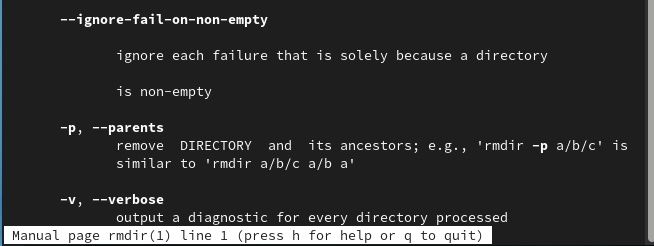 --ignore-fail-on-non-empty
ignore each failure that is solely because a directory
is non-empty
-p, --parents
remove  DIRECTORY  and  its ancestors; e.g., 'rmdir -p a/b/c' is
similar to 'rmdir a/b/c a/b a'
-v, --verbose
output a diagnostic for every directory processed
Manual page rmdir(1) line 1 (press h for help or q to quit)